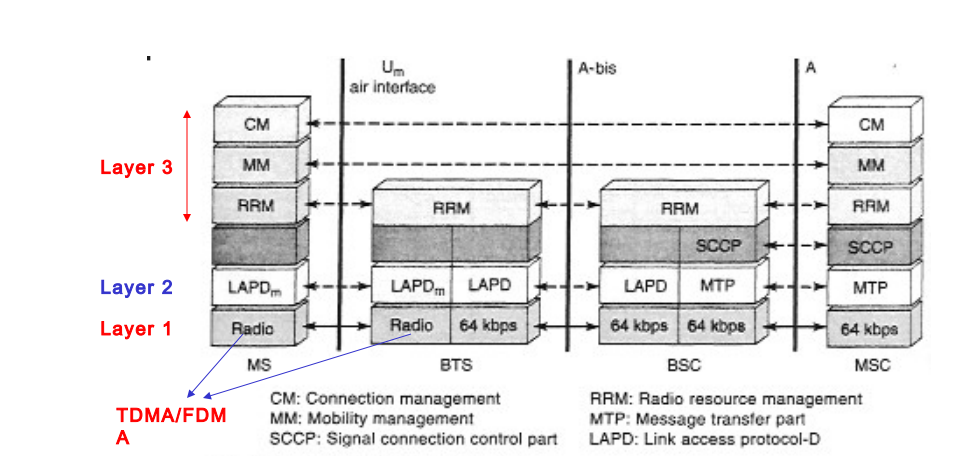 Um A-bis A
air interface
CM CM
Layer 3 MM MM
RRM RRM RRM RRM
SCCP SCCP
Layer 2 LAPDm LAPDm LAPD LAPD MTP MTP
Layer 1 Radio Radio 64 kbps 64 kbps 64 kbps 64 kbps
MS BTS BSC MSC
TDMA/FDM
A
CM: Connection management RRM: Radio resource management
MM: Mobility management MTP: Message transfer part
SCCP: Signal connection control part LAPD: Link access protocol-D